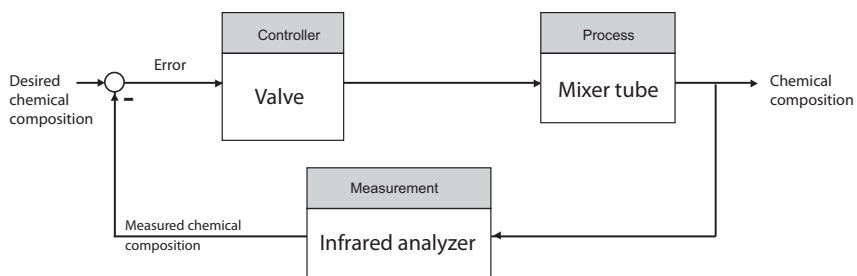 Controller
Process
Desired
chemical
composition
Error
Valve
Mixer tube
Chemical
composition
-
Measurement
Measured chemical
composition
Infrared analyzer